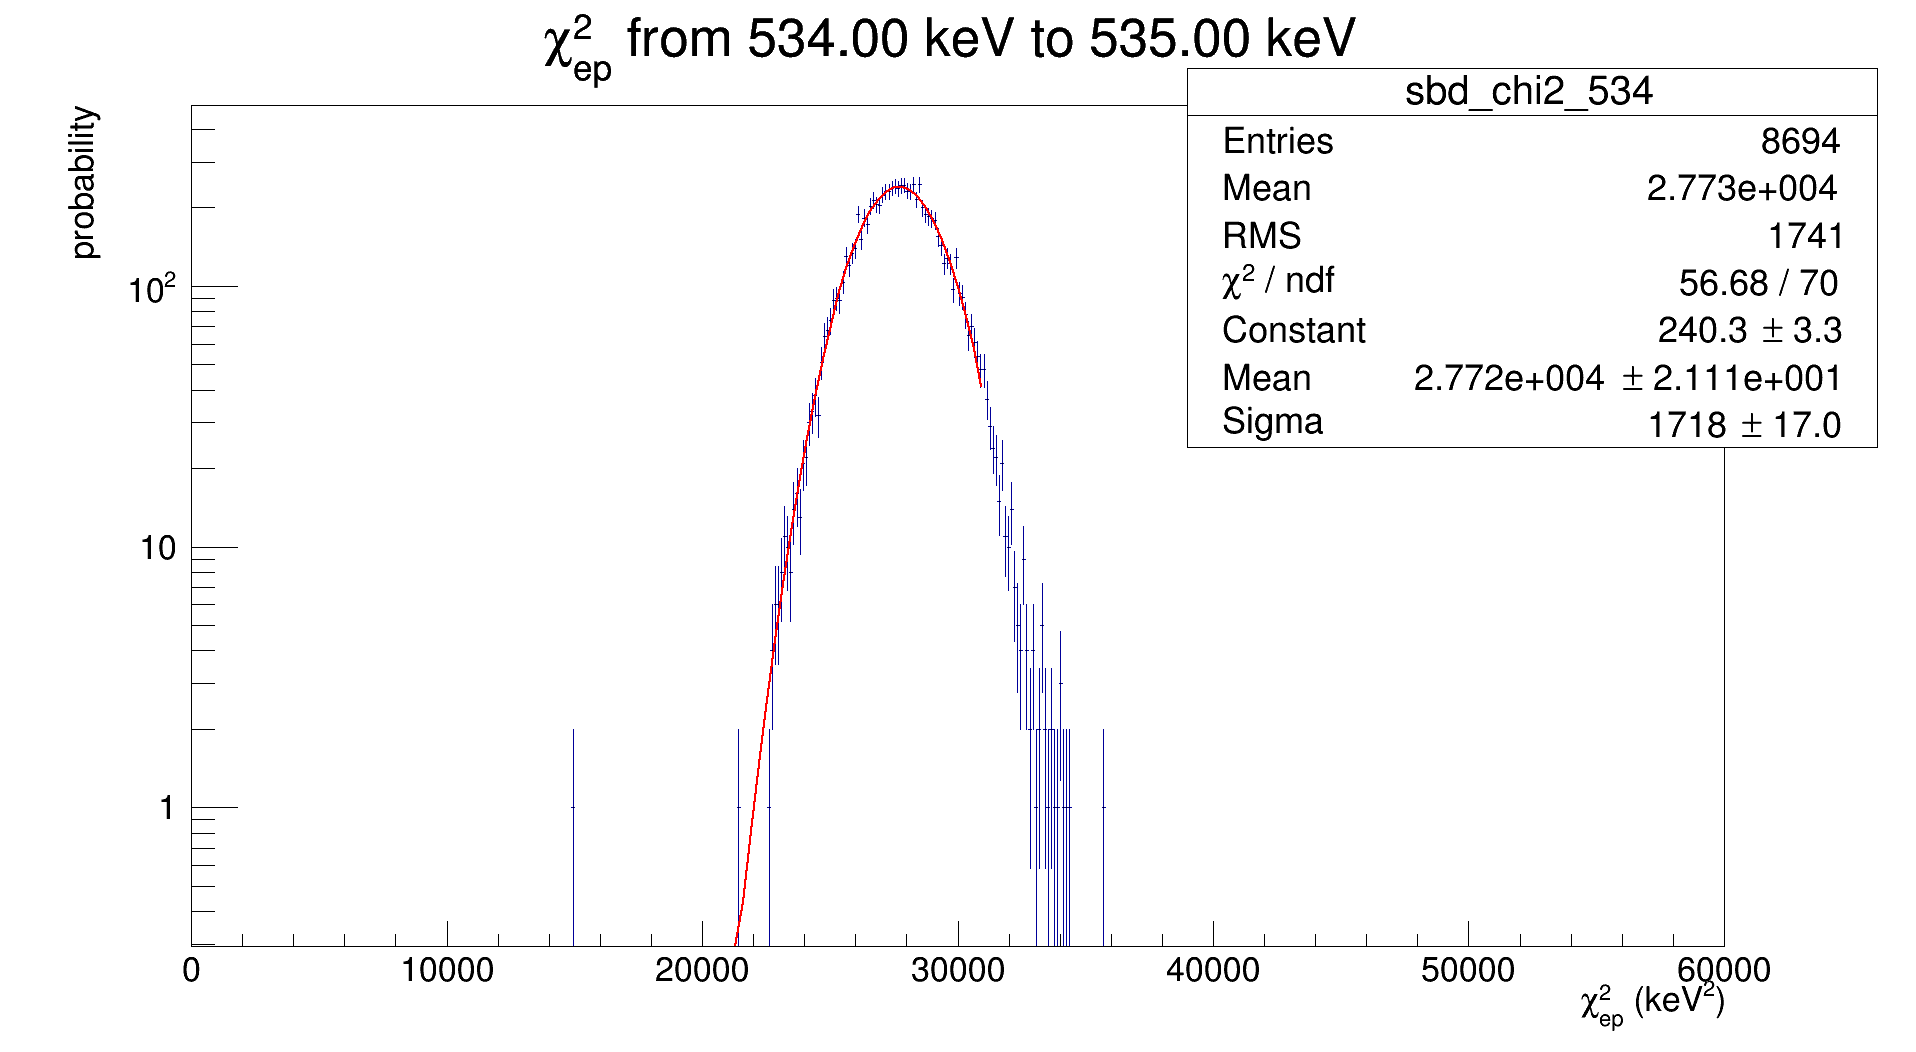 χ²ep from 534.00 keV to 535.00 keV
sbd_chi2_534
Entries 8694
Mean 2.773e+004
RMS 1741
χ² / ndf 56.68 / 70
Constant 240.3 ± 3.3
Mean 2.772e+004 ± 2.111e+001
Sigma 1718 ± 17.0
probability
10²
10
1
0 10000 20000 30000 40000 50000 60000
χ²ep (keV²)